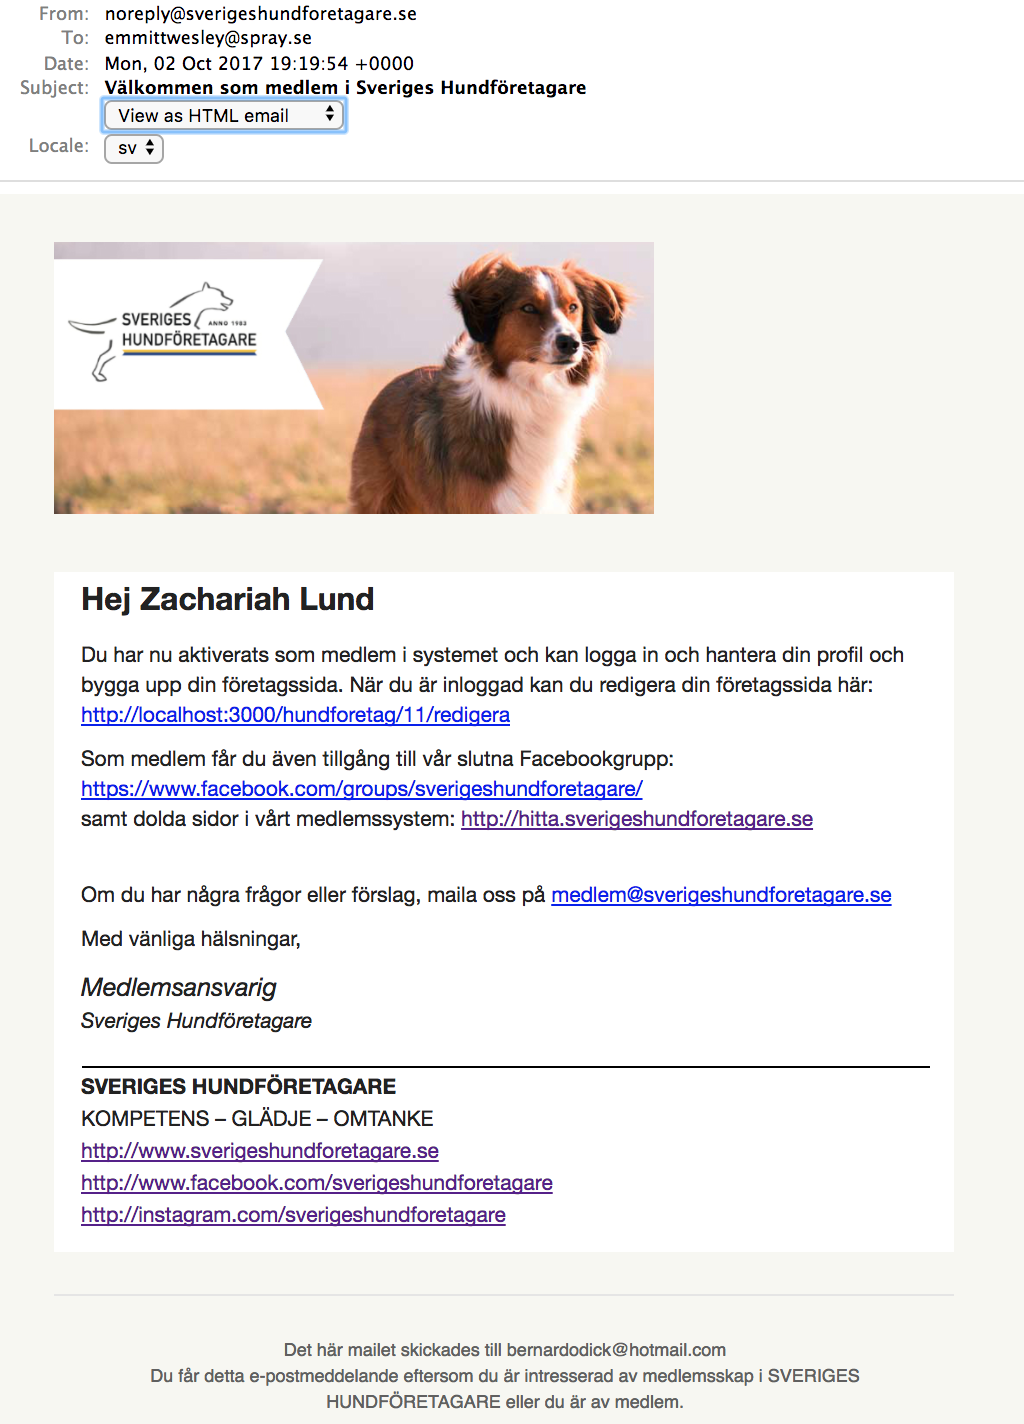 From: noreply@sverigeshundforetagare.se
To: emmittwesley@spray.se
Date: Mon, 02 Oct 2017 19:19:54 +0000
Subject: Välkommen som medlem i Sveriges Hundföretagare
View as HTML email
Locale: sv
SVERIGES ANNO 1983
HUNDFÖRETAGARE
Hej Zachariah Lund
Du har nu aktiverats som medlem i systemet och kan logga in och hantera din profil och
bygga upp din företagssida. När du är inloggad kan du redigera din företagssida här:
http://localhost:3000/hundforetag/11/redigera
Som medlem får du även tillgång till vår slutna Facebookgrupp:
https://www.facebook.com/groups/sverigeshundforetagare/
samt dolda sidor i vårt medlemssystem: http://hitta.sverigeshundforetagare.se
Om du har några frågor eller förslag, maila oss på medlem@sverigeshundforetagare.se
Med vänliga hälsningar,
Medlemsansvarig
Sveriges Hundföretagare
SVERIGES HUNDFÖRETAGARE
KOMPETENS – GLÄDJE – OMTANKE
http://www.sverigeshundforetagare.se
http://www.facebook.com/sverigeshundforetagare
http://instagram.com/sverigeshundforetagare
Det här mailet skickades till bernardodick@hotmail.com
Du får detta e-postmeddelande eftersom du är intresserad av medlemsskap i SVERIGES
HUNDFÖRETAGARE eller du är av medlem.